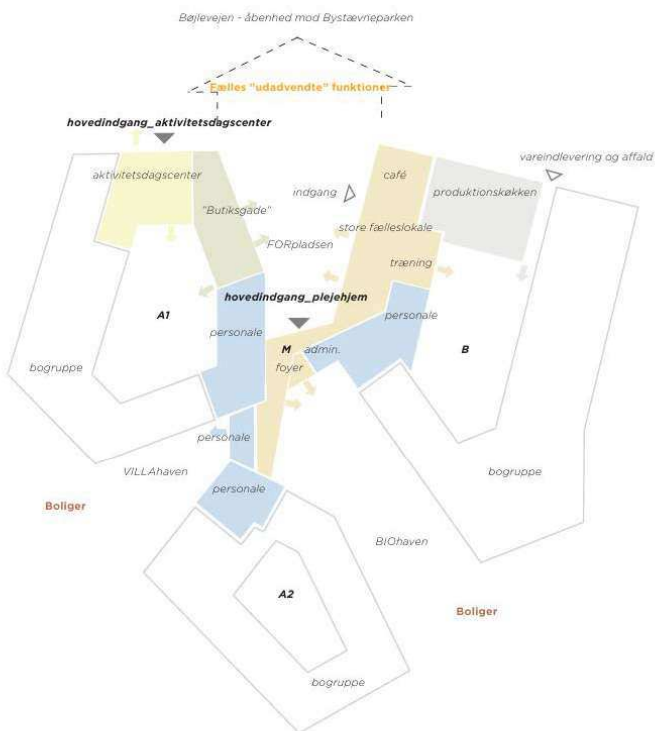 Bøjlevejen - åbenhed mod Bystævneparken
Fælles "udadvendte" funktioner
hovedindgang_aktivitetsdagscenter
vareindlevering og affald
aktivitetsdagscenter
café
produktionskøkken
"Butiksgade"
indgang
store fælleslokale
FORpladsen
træning
hovedindgang_plejehjem
A1
personale
personale
M
admin.
B
foyer
bogruppe
personale
VILLAhaven
bogruppe
personale
Boliger
BIOhaven
A2
Boliger
bogruppe